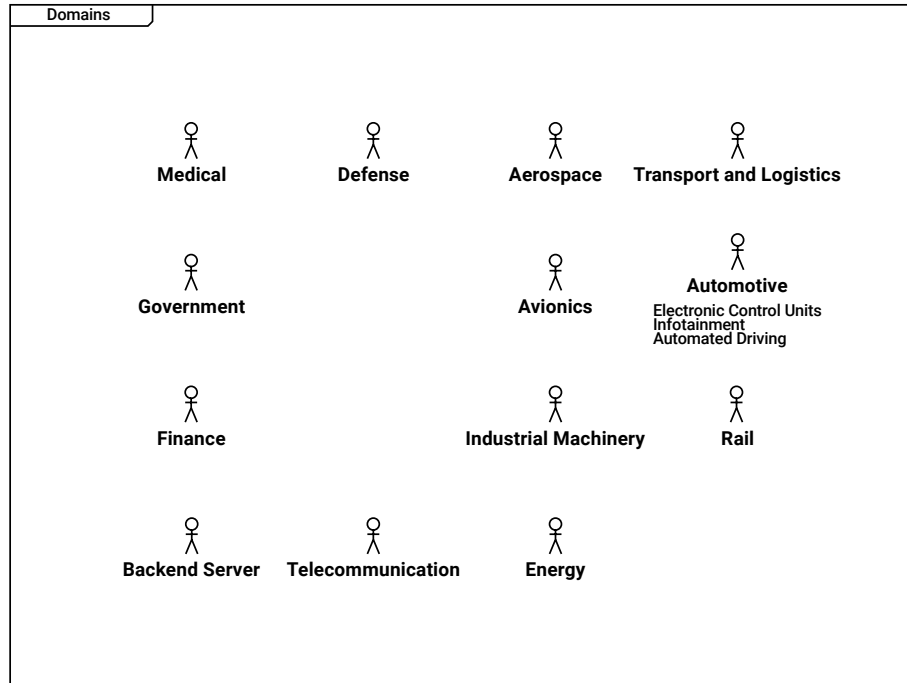 Domains
Medical
Defense
Aerospace
Transport and Logistics
Government
Avionics
Automotive
Electronic Control Units
Infotainment
Automated Driving
Finance
Industrial Machinery
Rail
Backend Server
Telecommunication
Energy